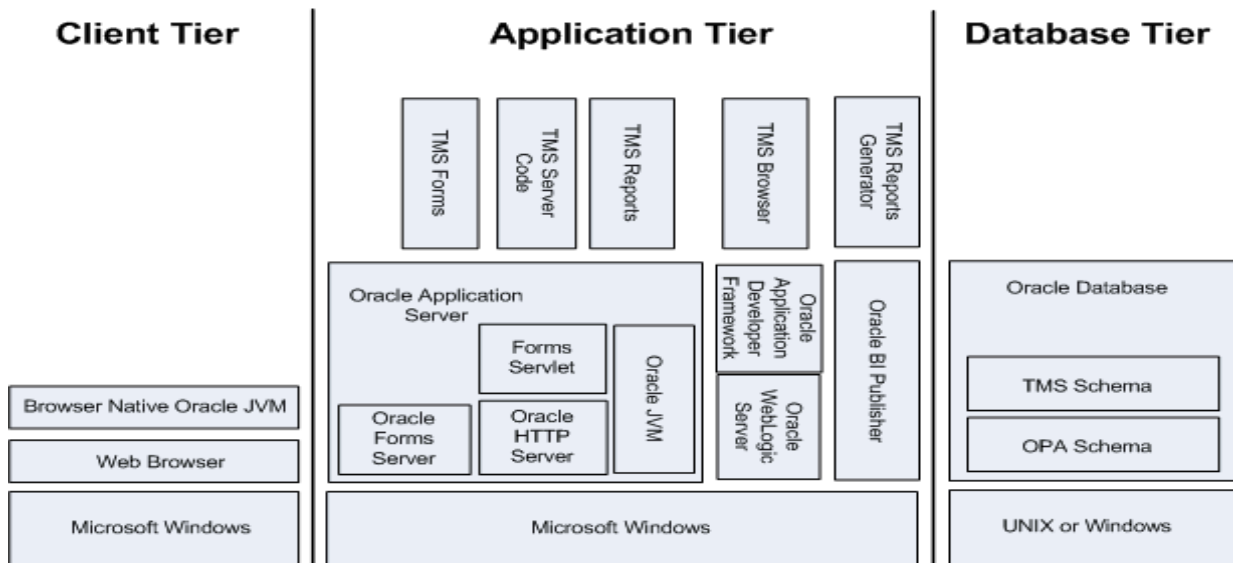 Client Tier
Application Tier
Database Tier
TMS Forms
TMS Server
Code
TMS Reports
TMS Browser
TMS Reports
Generator
Oracle Application
Server
Forms
Servlet
Oracle
Forms
Server
Oracle
HTTP
Server
Oracle JVM
Oracle
Application
Developer
Framework
Oracle
WebLogic
Server
Oracle BI Publisher
Oracle Database
TMS Schema
OPA Schema
Browser Native Oracle JVM
Web Browser
Microsoft Windows
Microsoft Windows
UNIX or Windows